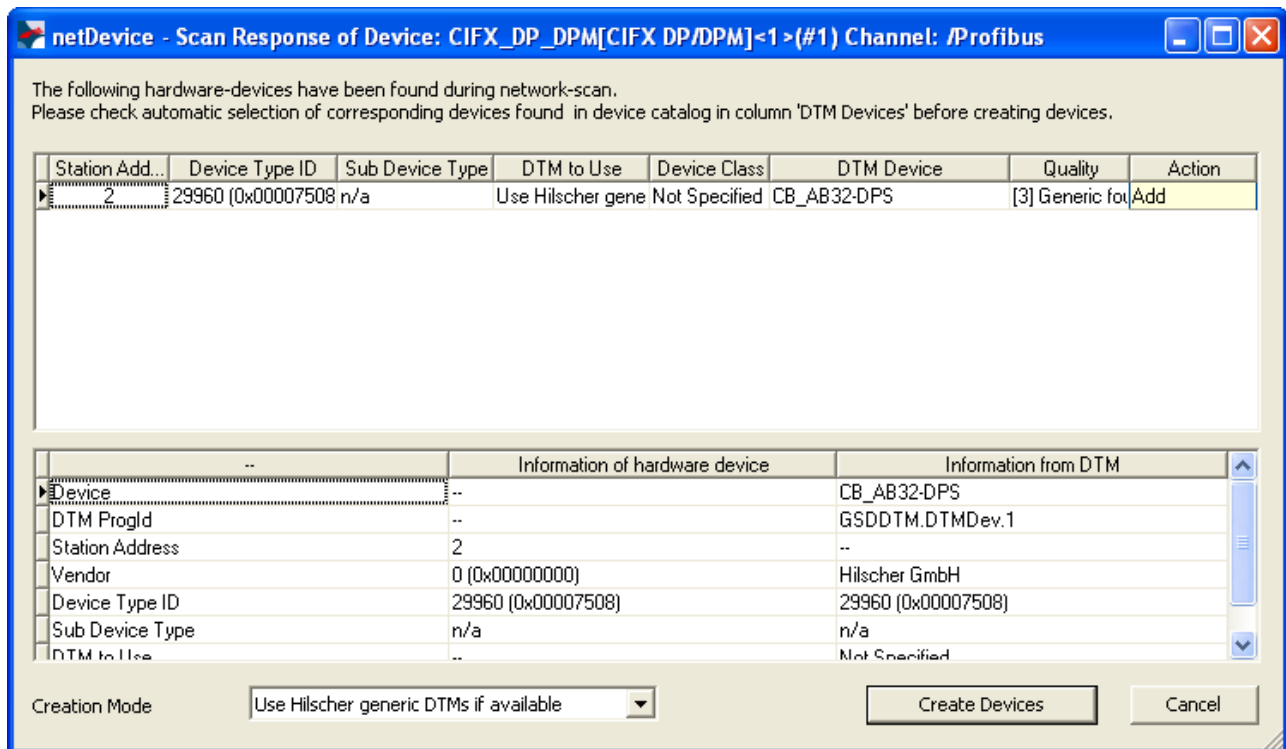 netDevice - Scan Response of Device: CIFX_DP_DPM[CIFX DP/DPM]<1>(#1) Channel: /Profibus
The following hardware-devices have been found during network-scan.
Please check automatic selection of corresponding devices found in device catalog in column 'DTM Devices' before creating devices.
Station Add... Device Type ID Sub Device Type DTM to Use Device Class DTM Device Quality Action
2 29960 (0x00007508 n/a Use Hilscher gene Not Specified CB_AB32-DPS [3] Generic fou Add
-- Information of hardware device Information from DTM
Device -- CB_AB32-DPS
DTM ProgId -- GSDDTM.DTMDev.1
Station Address 2 --
Vendor 0 (0x00000000) Hilscher GmbH
Device Type ID 29960 (0x00007508) 29960 (0x00007508)
Sub Device Type n/a n/a
DTM to Use -- Not Specified
Creation Mode Use Hilscher generic DTMs if available Create Devices Cancel